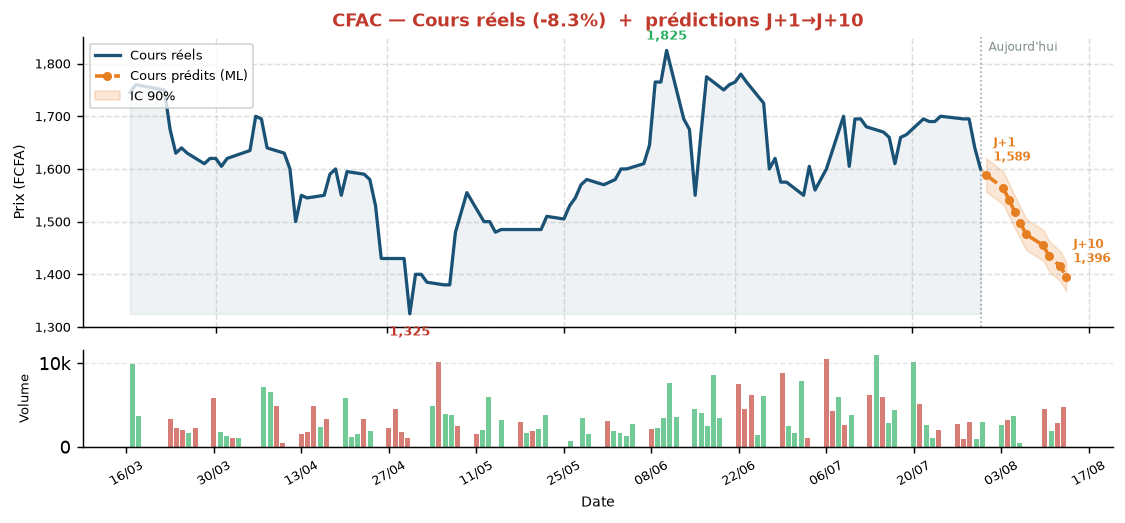 CFAC — Cours réels (-8.3%)  +  prédictions J+1→J+10
1,825
Aujourd'hui
Cours réels
Cours prédits (ML)
IC 90%
1,800
1,700
1,600
1,500
1,400
1,300
Prix (FCFA)
J+1
1,589
J+10
1,396
1,325
10k
0
Volume
16/03
30/03
13/04
27/04
11/05
25/05
08/06
22/06
06/07
20/07
03/08
17/08
Date